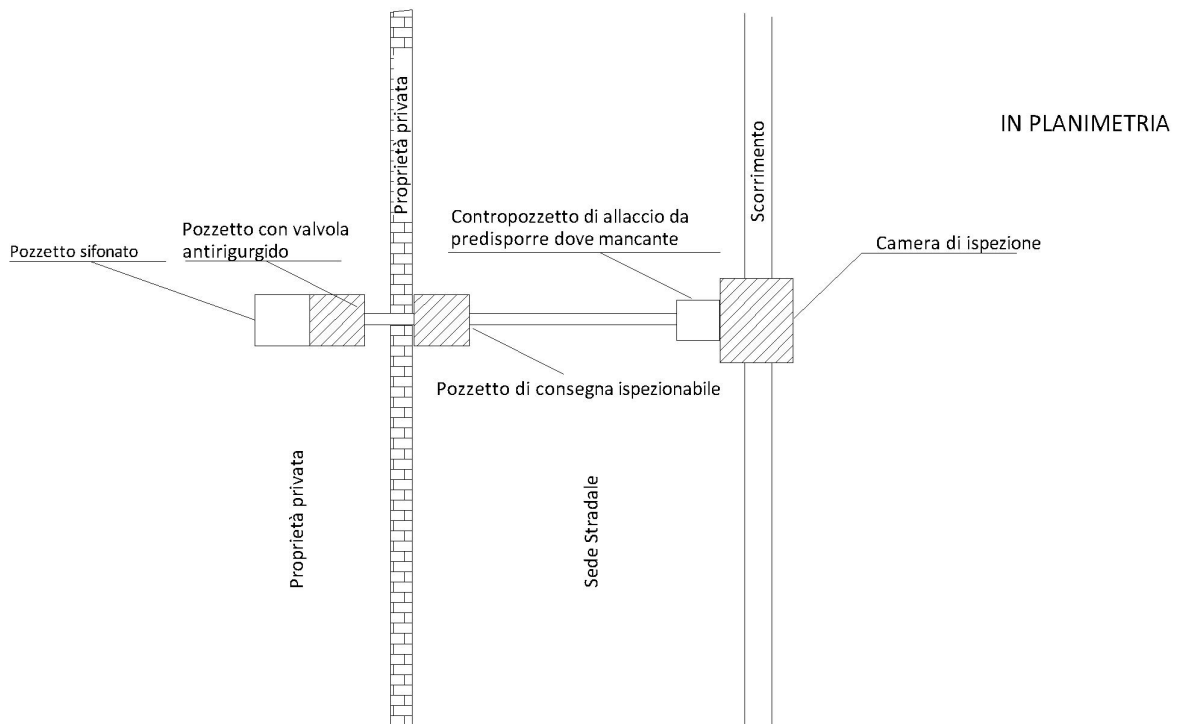 IN PLANIMETRIA
Proprietà privata
Scorrimento
Pozzetto sifonato
Pozzetto con valvola
antirigurgido
Contropozzetto di allaccio da
predisporre dove mancante
Camera di ispezione
Pozzetto di consegna ispezionabile
Proprietà privata
Sede Stradale